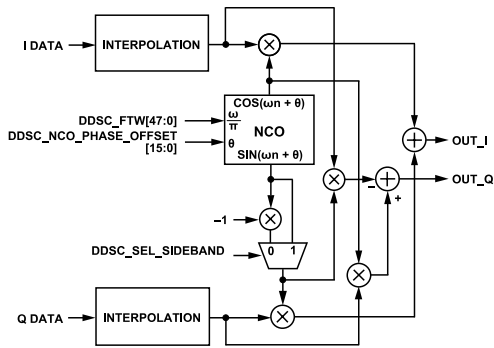 I DATA
INTERPOLATION
COS(ωn + θ)
DDSC_FTW[47:0]
ω
π
NCO
DDSC_NCO_PHASE_OFFSET
[15:0]
θ
SIN(ωn + θ)
OUT_I
OUT_Q
–
+
–1
0 1
DDSC_SEL_SIDEBAND
Q DATA
INTERPOLATION